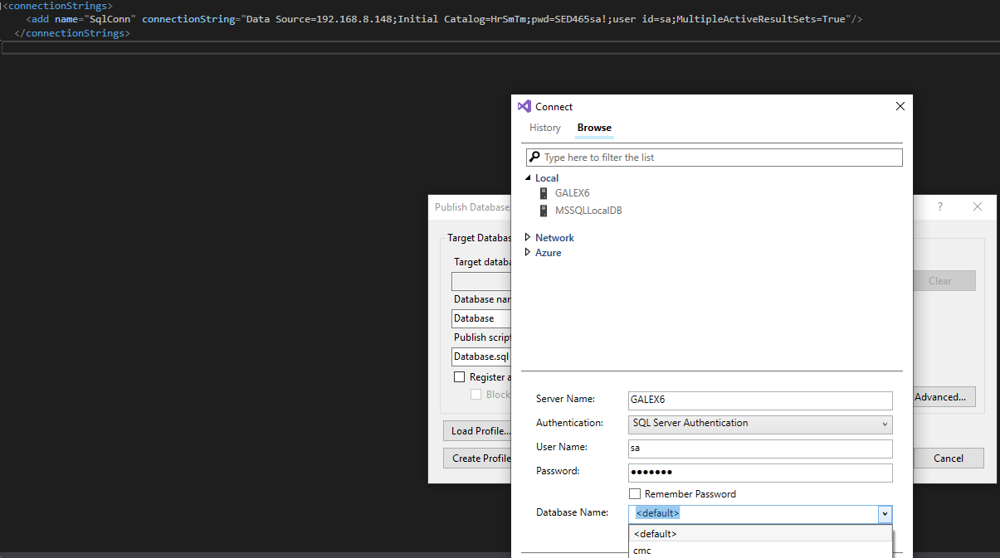 <connectionStrings>
<add name="SqlConn" connectionString="Data Source=192.168.8.148;Initial Catalog=HrSmTm;pwd=SED465sa!;user id=sa;MultipleActiveResultSets=True"/>
</connectionStrings>
Connect
History Browse
Type here to filter the list
Local
GALEX6
MSSQLLocalDB
Network
Azure
Server Name: GALEX6
Authentication: SQL Server Authentication
User Name: sa
Password: •••••••
Remember Password
Database Name: <default>
<default>
cmc
Publish Database ?
Target Databas
Target databa
Clear
Database nam
Database
Publish script
Database.sql
Register a
Block
Advanced...
Load Profile...
Create Profile
Cancel